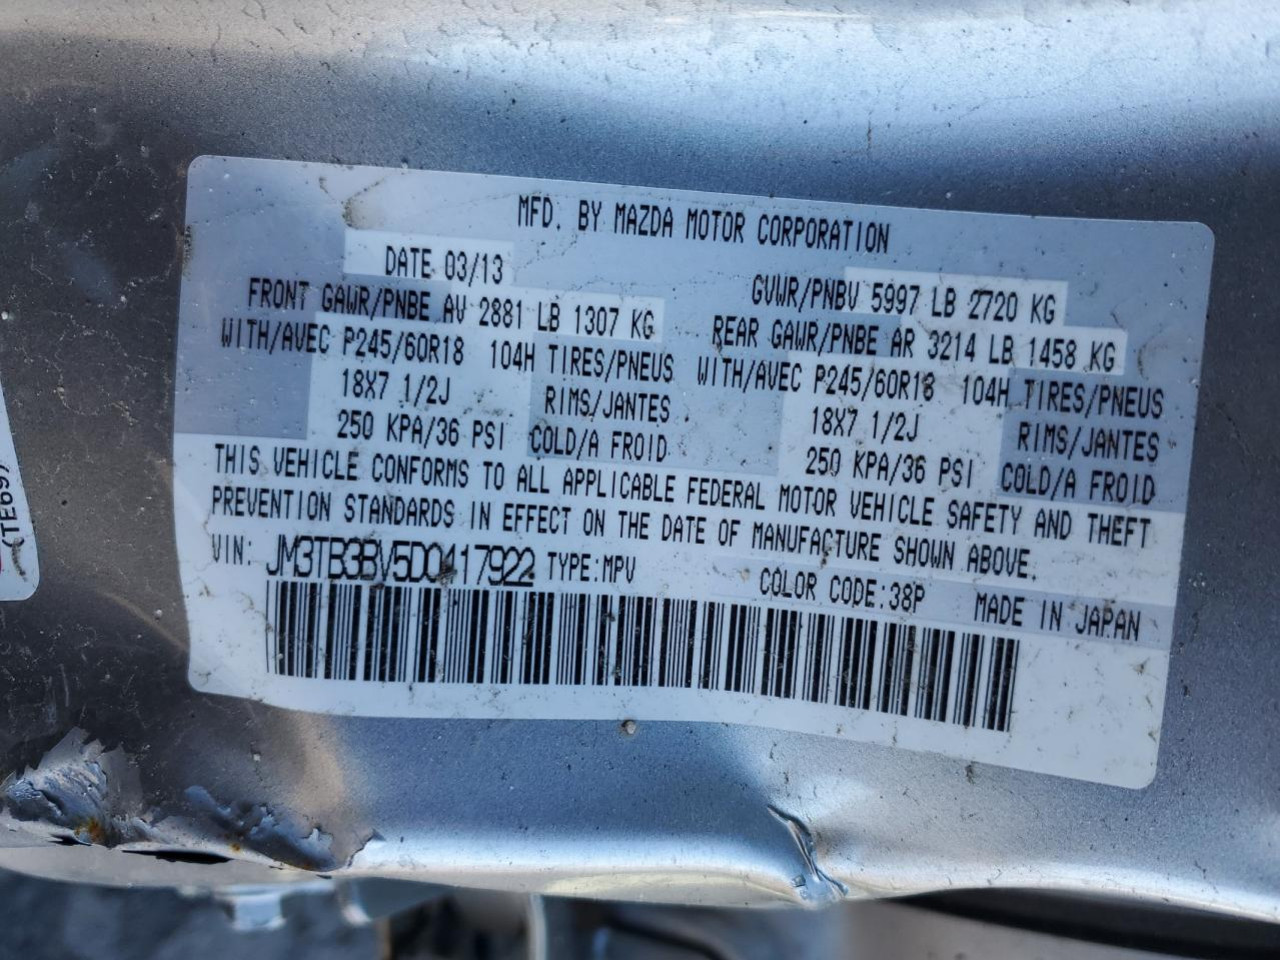 MFD. BY MAZDA MOTOR CORPORATION
DATE 03/13
GVWR/PNBV 5997 LB 2720 KG
FRONT GAWR/PNBE AV 2881 LB 1307 KG
REAR GAWR/PNBE AR 3214 LB 1458 KG
WITH/AVEC P245/60R18 104H TIRES/PNEUS
WITH/AVEC P245/60R18 104H TIRES/PNEUS
18X7 1/2J RIMS/JANTES
18X7 1/2J RIMS/JANTES
250 KPA/36 PSI COLD/A FROID
250 KPA/36 PSI COLD/A FROID
THIS VEHICLE CONFORMS TO ALL APPLICABLE FEDERAL MOTOR VEHICLE SAFETY AND THEFT
PREVENTION STANDARDS IN EFFECT ON THE DATE OF MANUFACTURE SHOWN ABOVE.
VIN: JM3TB3BV5D0417922 TYPE:MPV COLOR CODE:38P MADE IN JAPAN
(TE69)